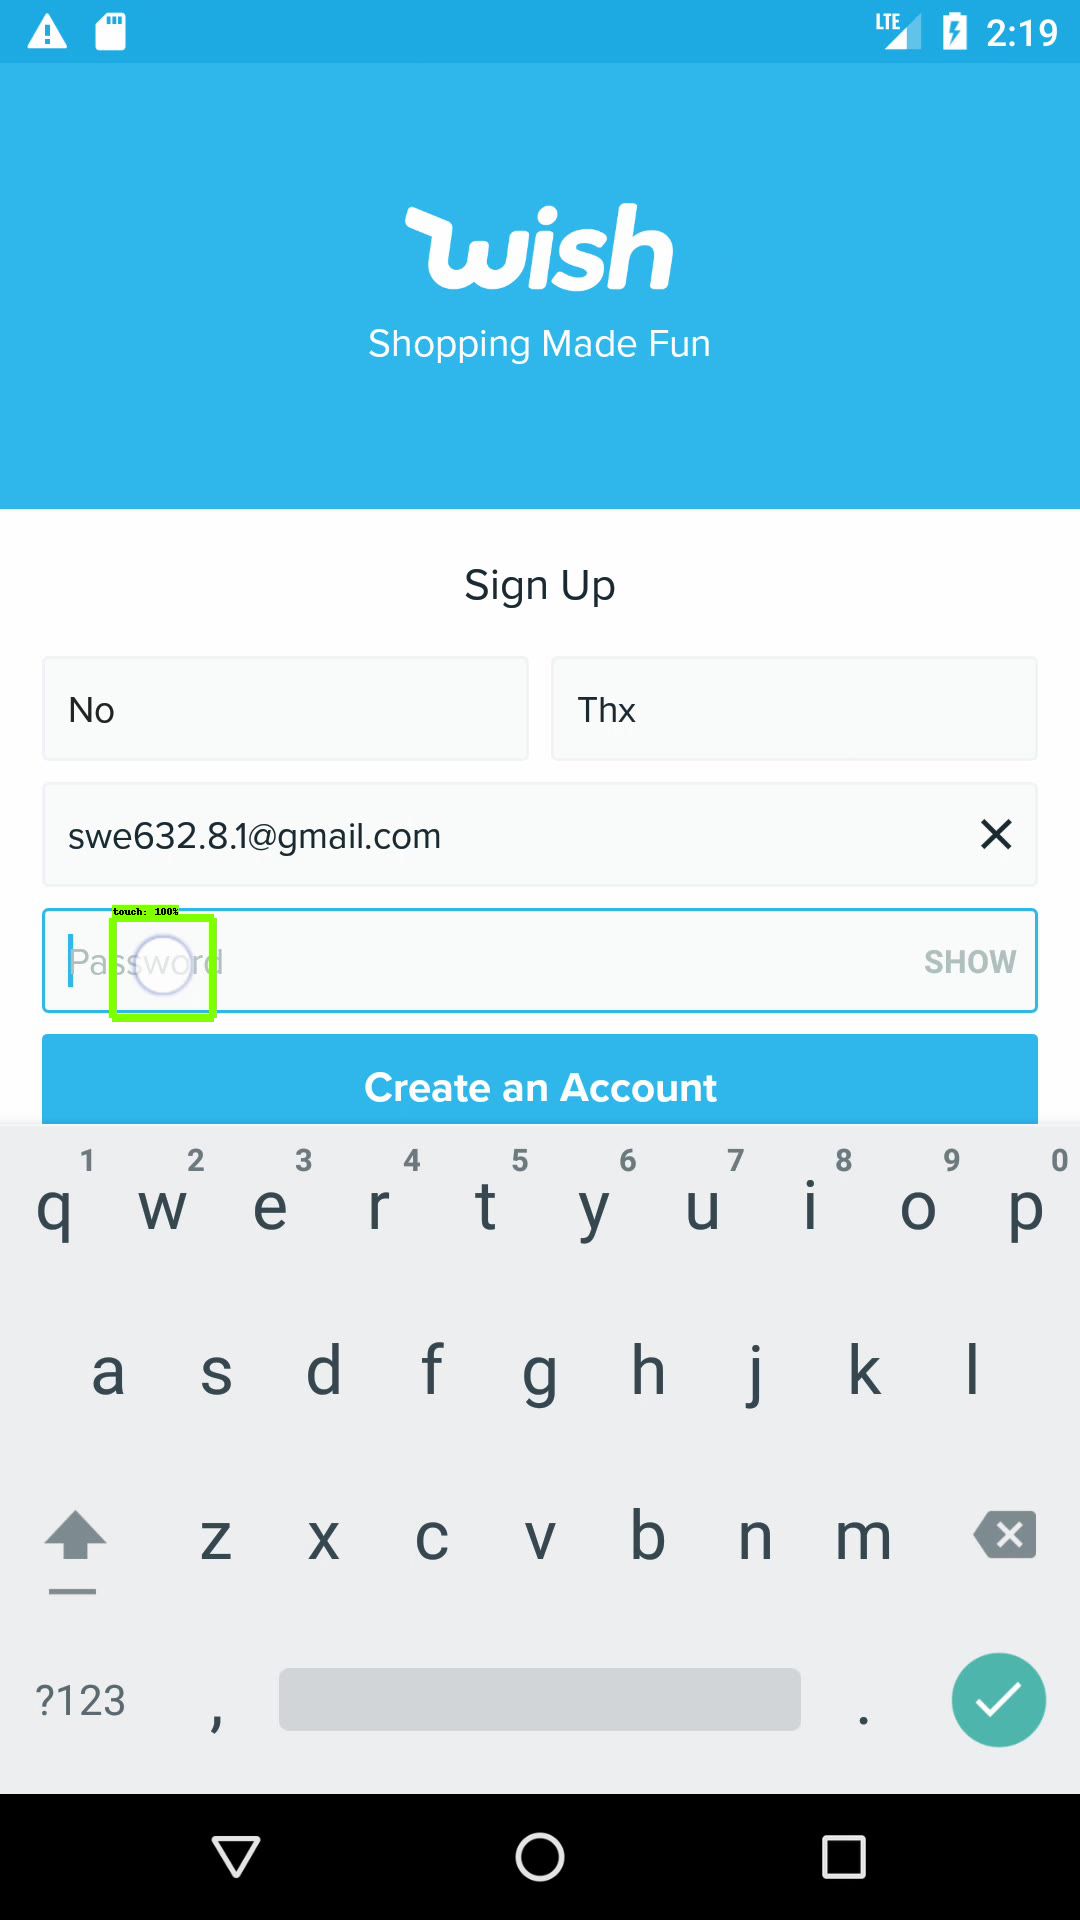 LTE 2:19
wish
Shopping Made Fun
Sign Up
No Thx
swe632.8.1@gmail.com
touch: 100%
Password SHOW
Create an Account
1 2 3 4 5 6 7 8 9 0
q w e r t y u i o p
a s d f g h j k l
z x c v b n m
?123 , .